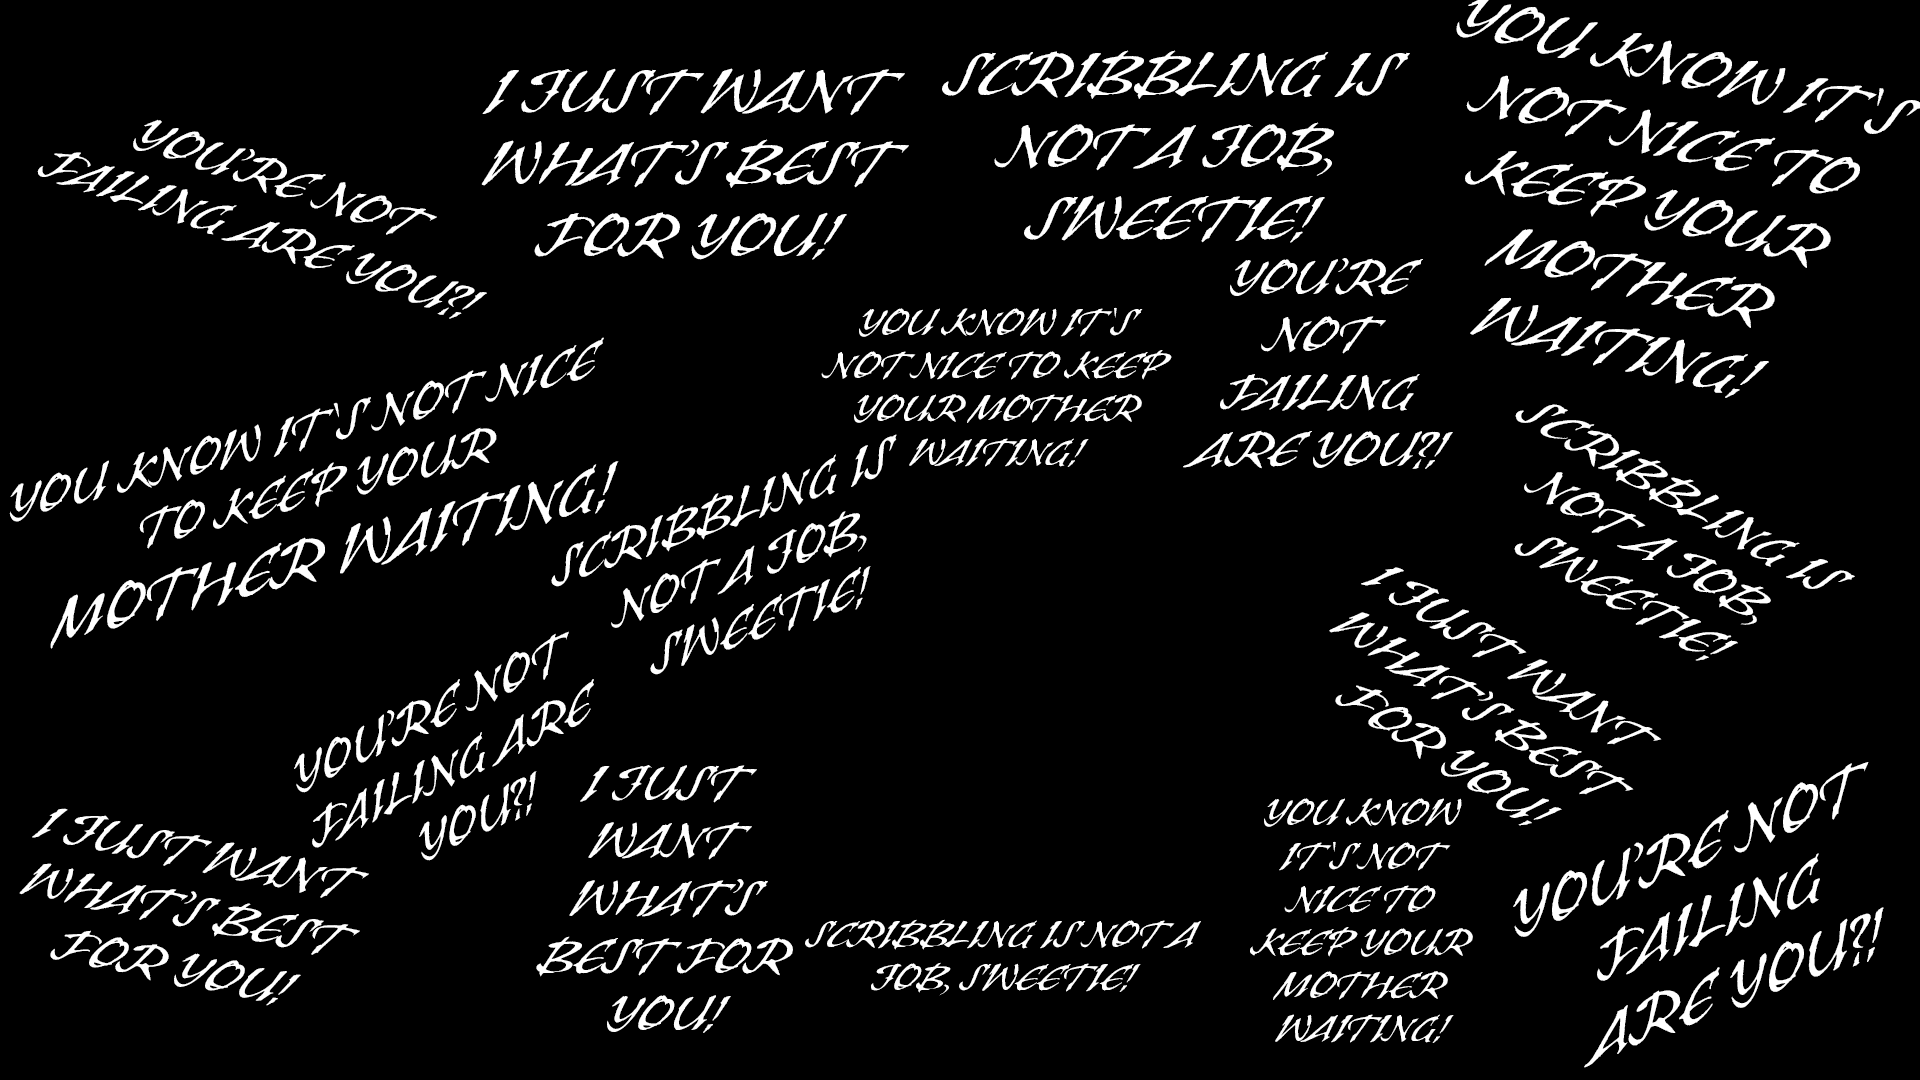 YOU'RE NOT
FAILING ARE YOU?!
I JUST WANT
WHAT'S BEST
FOR YOU!
SCRIBBLING IS
NOT A JOB,
SWEETIE!
YOU KNOW IT'S
NOT NICE TO
KEEP YOUR
MOTHER
WAITING!
YOU KNOW IT'S NOT NICE
TO KEEP YOUR
MOTHER WAITING!
YOU KNOW IT'S
NOT NICE TO KEEP
YOUR MOTHER
WAITING!
YOU'RE
NOT
FAILING
ARE YOU?!
SCRIBBLING IS
NOT A JOB,
SWEETIE!
SCRIBBLING IS
NOT A JOB,
SWEETIE!
I JUST WANT
WHAT'S BEST
FOR YOU!
YOU'RE NOT
FAILING ARE
YOU?!
I JUST WANT
WHAT'S BEST
FOR YOU!
I JUST
WANT
WHAT'S
BEST FOR
YOU!
SCRIBBLING IS NOT A
JOB, SWEETIE!
YOU KNOW
IT'S NOT
NICE TO
KEEP YOUR
MOTHER
WAITING!
YOU'RE NOT
FAILING
ARE YOU?!